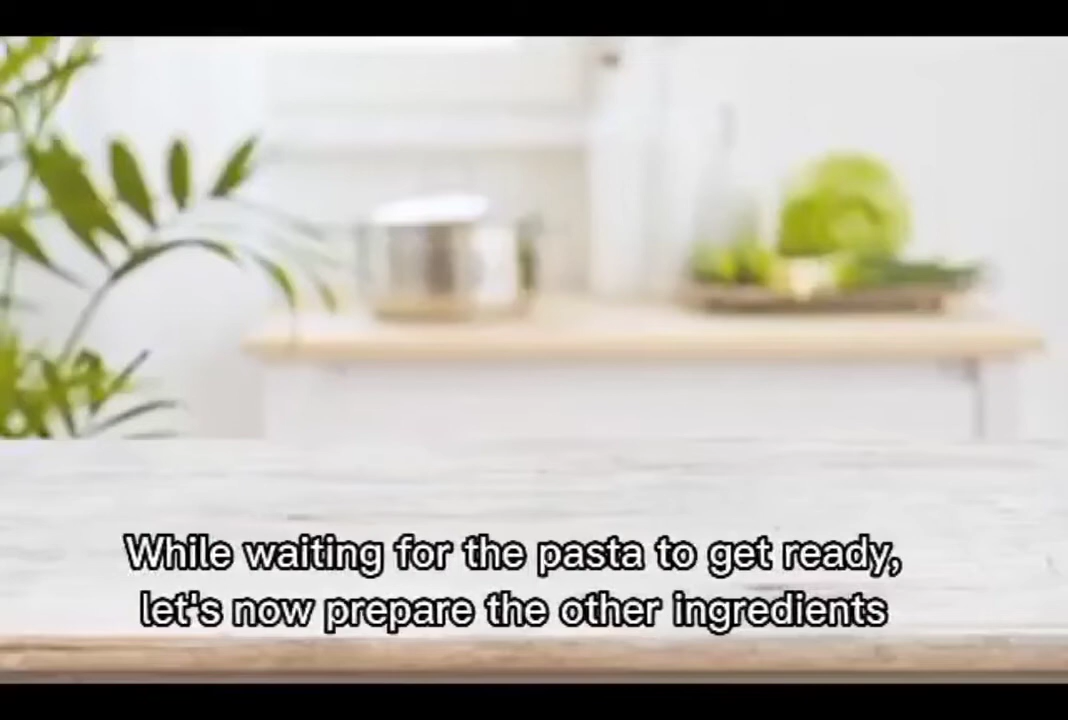 While waiting for the pasta to get ready,
let's now prepare the other ingredients